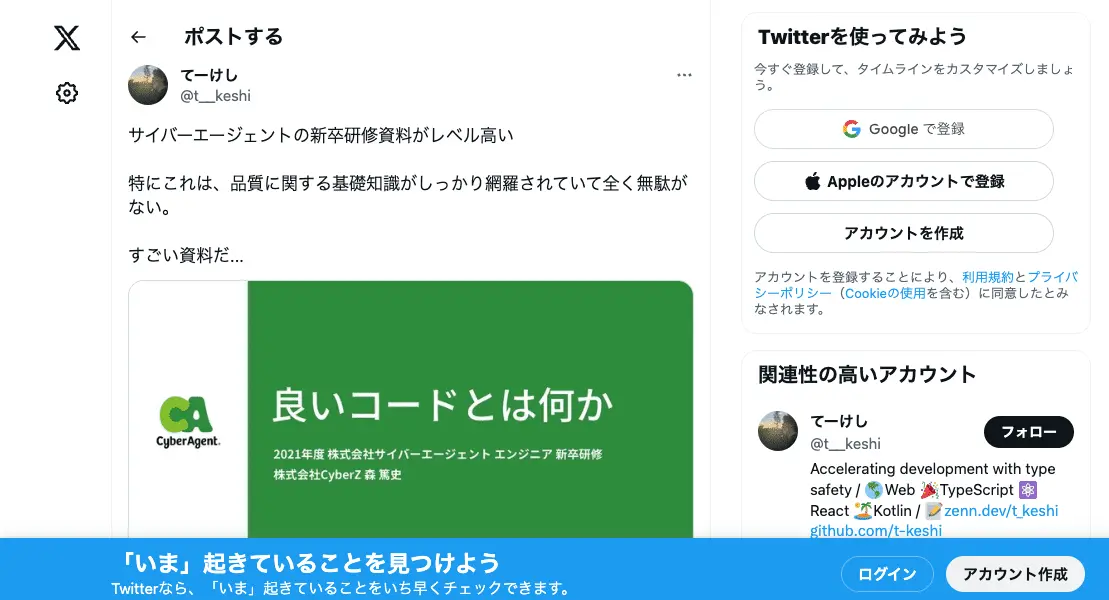 ポストする
てーけし
@t__keshi
サイバーエージェントの新卒研修資料がレベル高い
特にこれは、品質に関する基礎知識がしっかり網羅されていて全く無駄が
ない。
すごい資料だ...
CyberAgent.
良いコードとは何か
2021年度 株式会社サイバーエージェント エンジニア 新卒研修
株式会社CyberZ 森 篤史
Twitterを使ってみよう
今すぐ登録して、タイムラインをカスタマイズしましょ
う。
Google で登録
Appleのアカウントで登録
アカウントを作成
アカウントを登録することにより、利用規約とプライバ
シーポリシー（Cookieの使用を含む）に同意したとみ
なされます。
関連性の高いアカウント
てーけし
@t__keshi
フォロー
Accelerating development with type
safety / 🌎Web 🎉TypeScript ⚛
React 🏝Kotlin / 📝zenn.dev/t_keshi
github.com/t-keshi
「いま」起きていることを見つけよう
Twitterなら、「いま」起きていることをいち早くチェックできます。
ログイン
アカウント作成